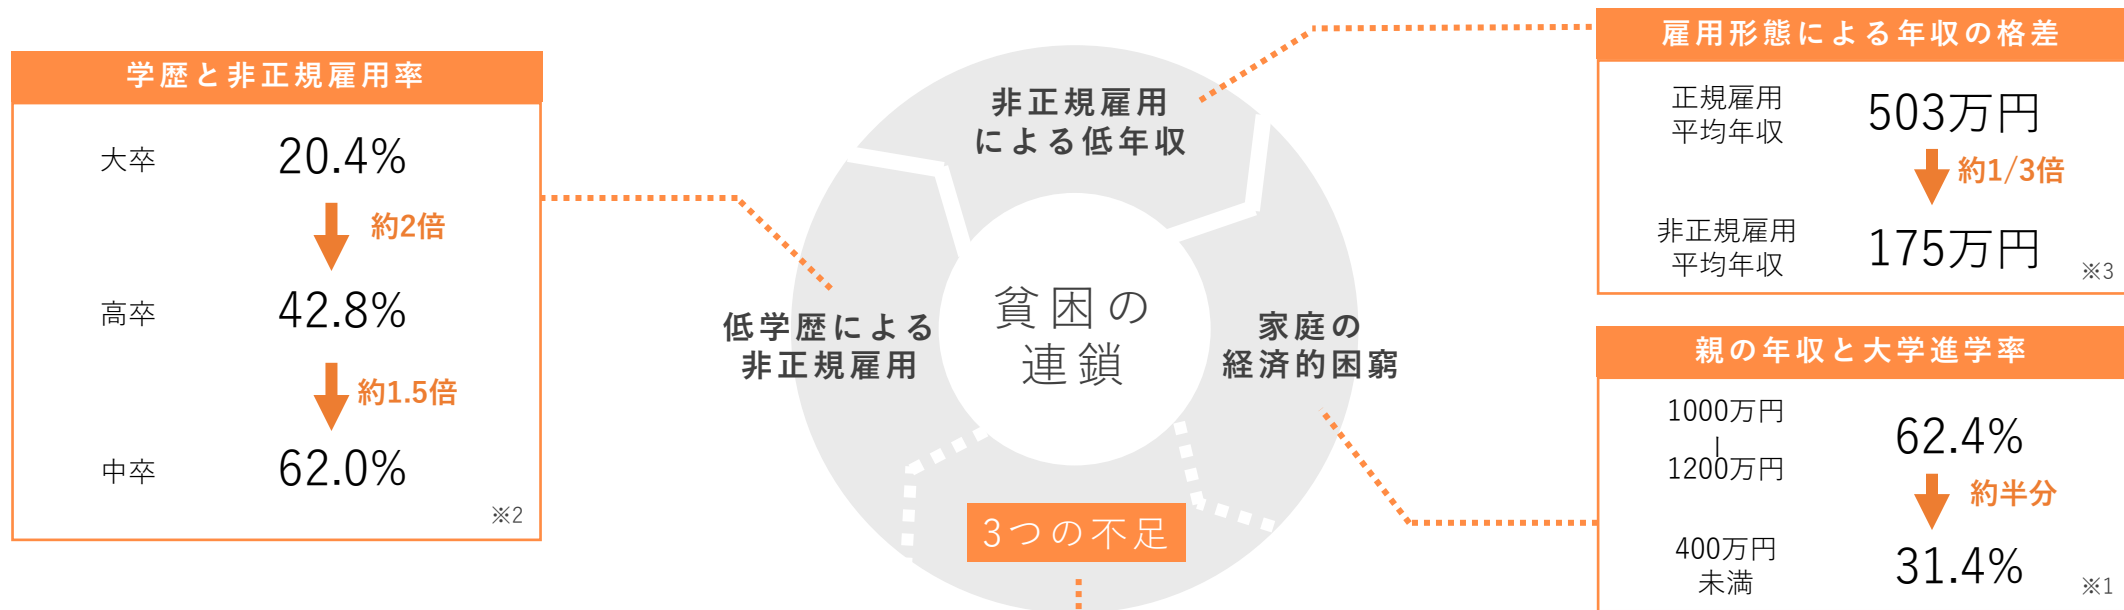 学歴と非正規雇用率
大卒
20.4%
約2倍
高卒
42.8%
約1.5倍
中卒
62.0%
※2
非正規雇用
による低年収
低学歴による
非正規雇用
貧困の
連鎖
家庭の
経済的困窮
3つの不足
雇用形態による年収の格差
正規雇用
平均年収
503万円
約1/3倍
非正規雇用
平均年収
175万円
※3
親の年収と大学進学率
1000万円
|
1200万円
62.4%
約半分
400万円
未満
31.4%
※1